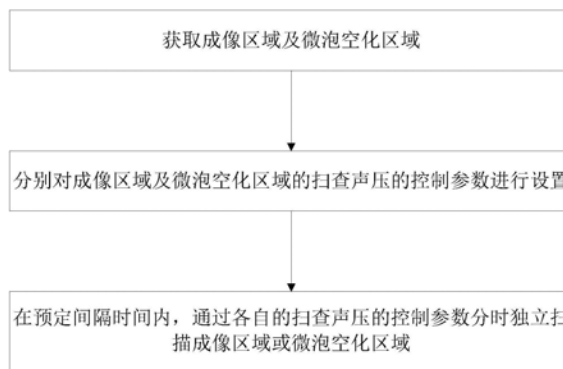 获取成像区域及微泡空化区域
分别对成像区域及微泡空化区域的扫查声压的控制参数进行设置
在预定间隔时间内，通过各自的扫查声压的控制参数分时独立扫
描成像区域或微泡空化区域